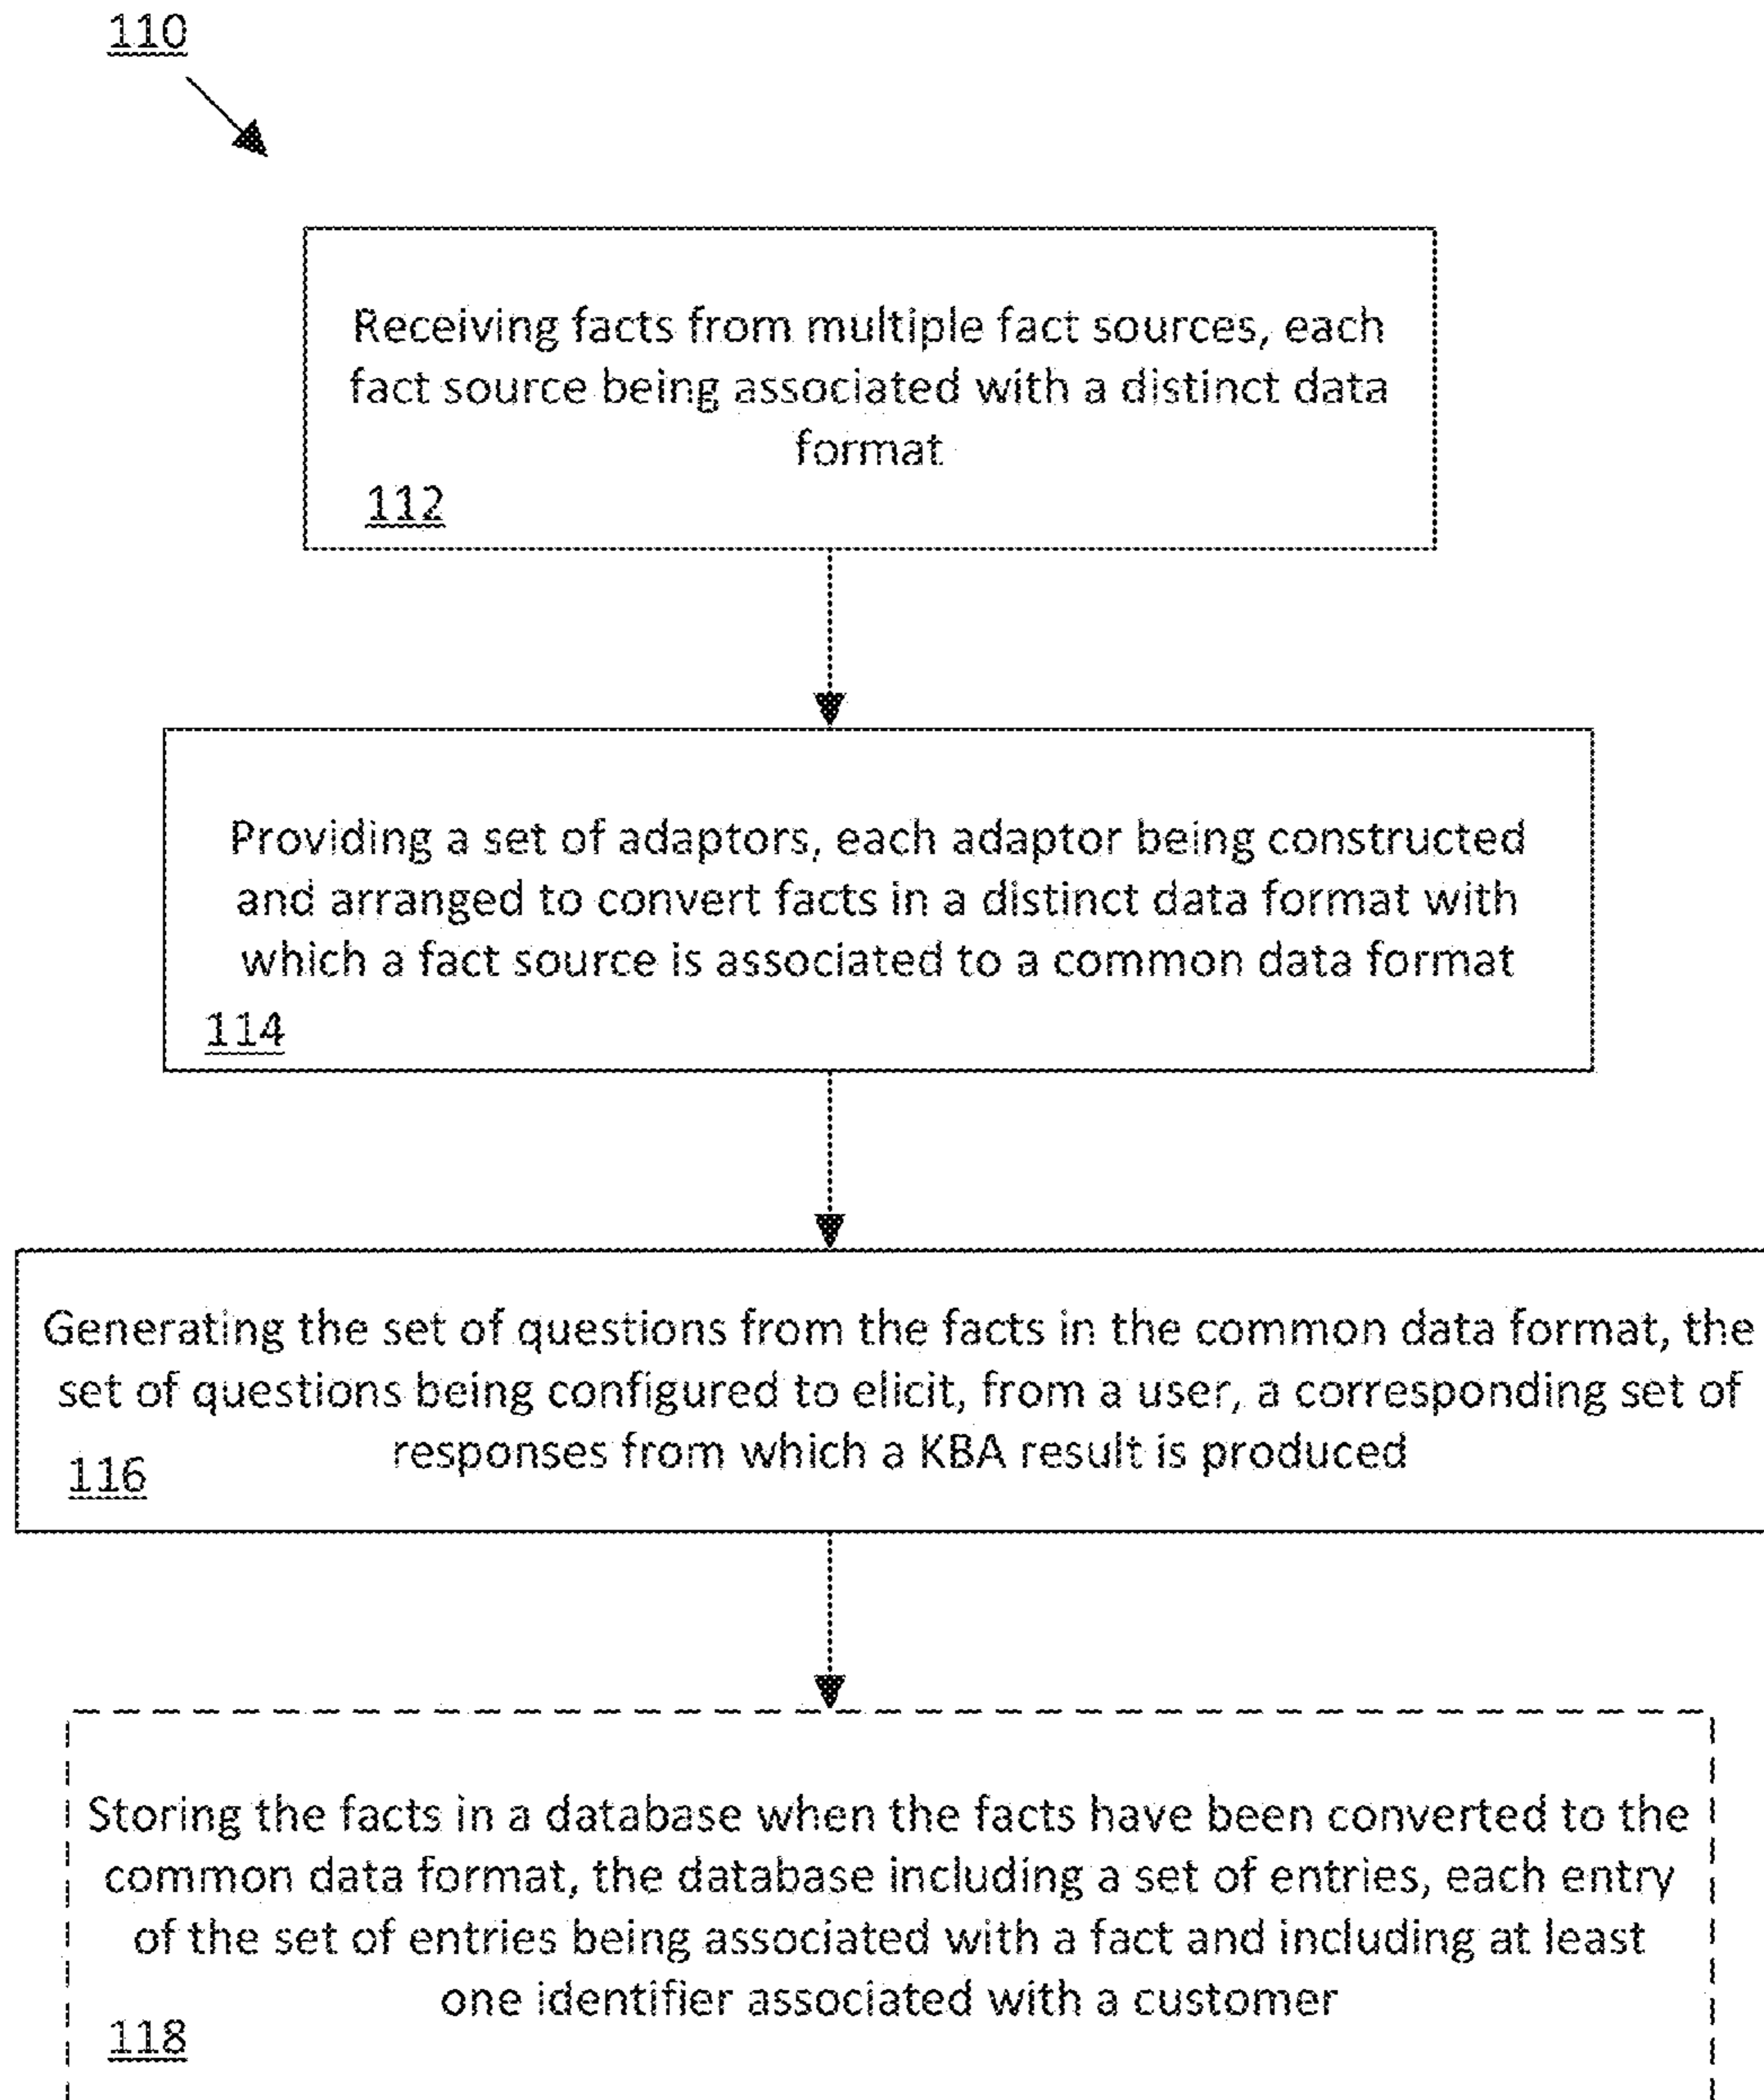 110
Receiving facts from multiple fact sources, each
fact source being associated with a distinct data
format
112
Providing a set of adaptors, each adaptor being constructed
and arranged to convert facts in a distinct data format with
which a fact source is associated to a common data format
114
Generating the set of questions from the facts in the common data format, the
set of questions being configured to elicit, from a user, a corresponding set of
responses from which a KBA result is produced
116
Storing the facts in a database when the facts have been converted to the
common data format, the database including a set of entries, each entry
of the set of entries being associated with a fact and including at least
one identifier associated with a customer
118